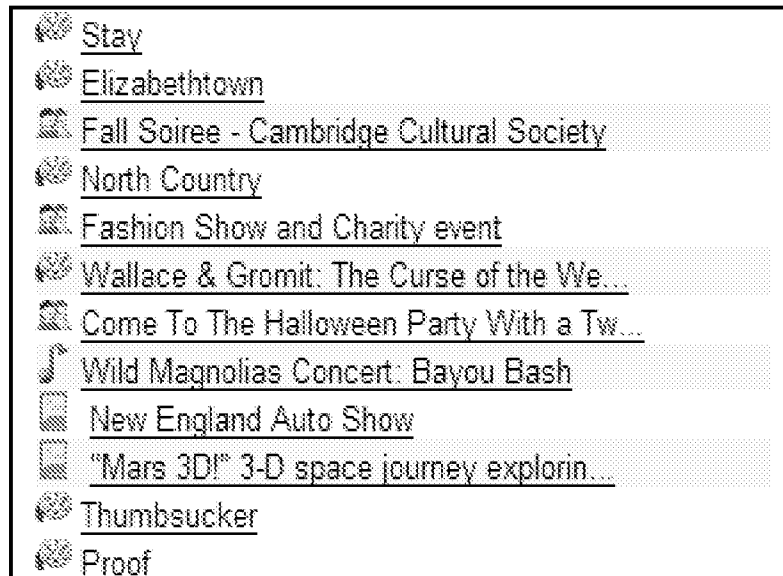 Stay
Elizabethtown
Fall Soiree - Cambridge Cultural Society
North Country
Fashion Show and Charity event
Wallace & Gromit: The Curse of the We...
Come To The Halloween Party With a Tw...
Wild Magnolias Concert: Bayou Bash
New England Auto Show
"Mars 3D!" 3-D space journey explorin...
Thumbsucker
Proof